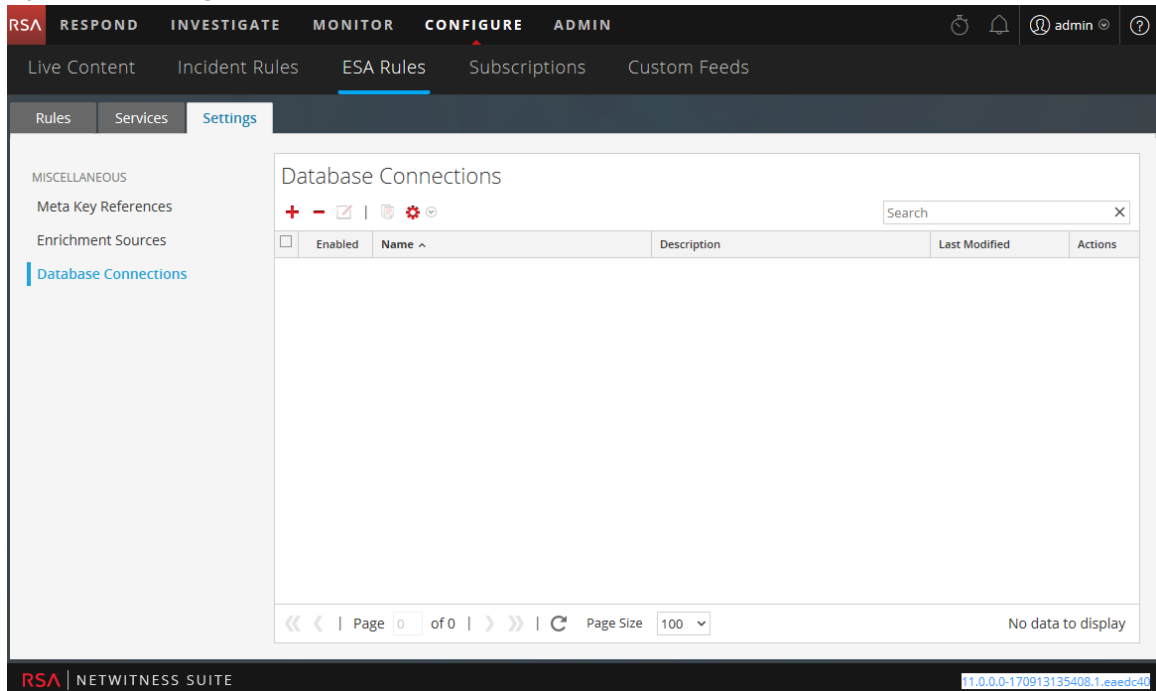 RSA RESPOND INVESTIGATE MONITOR CONFIGURE ADMIN admin ?
Live Content Incident Rules ESA Rules Subscriptions Custom Feeds
Rules Services Settings
MISCELLANEOUS
Meta Key References
Enrichment Sources
Database Connections
Database Connections
Search
Enabled Name Description Last Modified Actions
Page 0 of 0 Page Size 100 No data to display
RSA NETWITNESS SUITE 11.0.0.0-170913135408.1.eaedc40